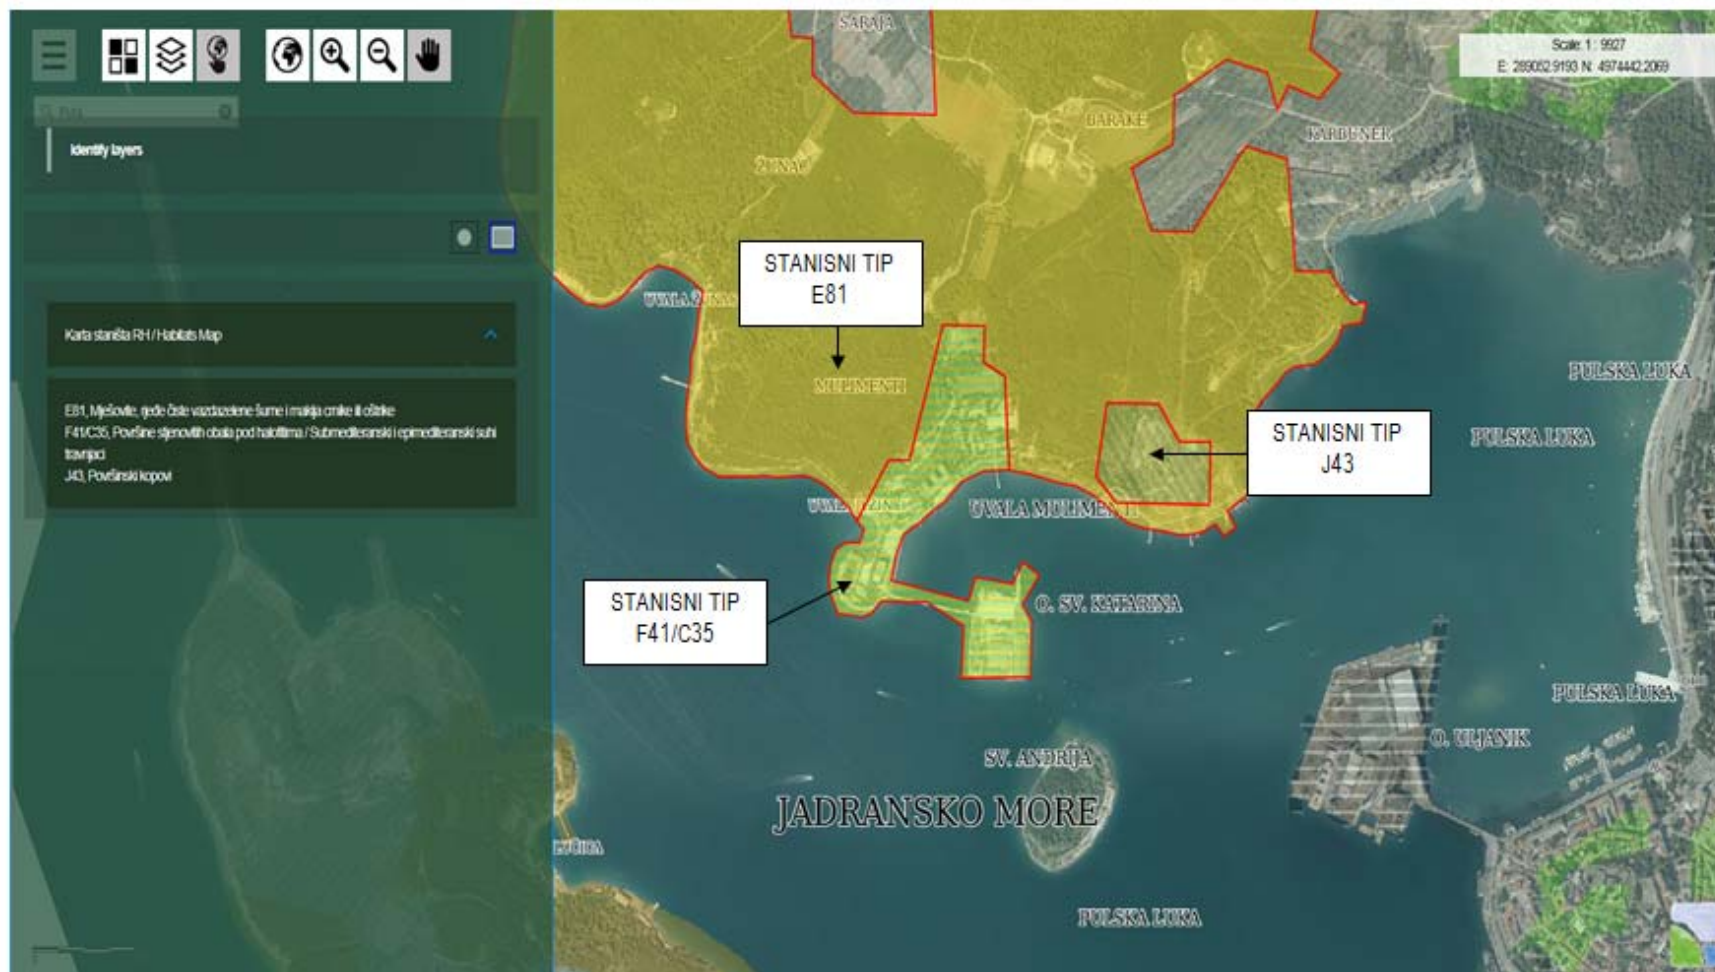 Scale: 1 : 9927
E: 289052.9193 N: 4974442.2069
Identify layers
Karta staništa RH / Habitats Map
E81, Mješovite, rjeđe čiste vazdazelene šume i makija crnike ili oštrike
F41/C35, Površine stjenovitih obala pod halofitima / Submediteranski i epimediteranski suhi
travnjaci
J43, Površinski kopovi
SARAJA
BARAKE
KARBUNER
ŽUNAC
STANISNI TIP
E81
UVALA
MULIMENTI
PULSKA LUKA
STANISNI TIP
J43
PULSKA LUKA
UVALA MULIMENTI
STANISNI TIP
F41/C35
O. SV. KATARINA
PULSKA LUKA
O. ULJANIK
SV. ANDRIJA
JADRANSKO MORE
PULSKA LUKA